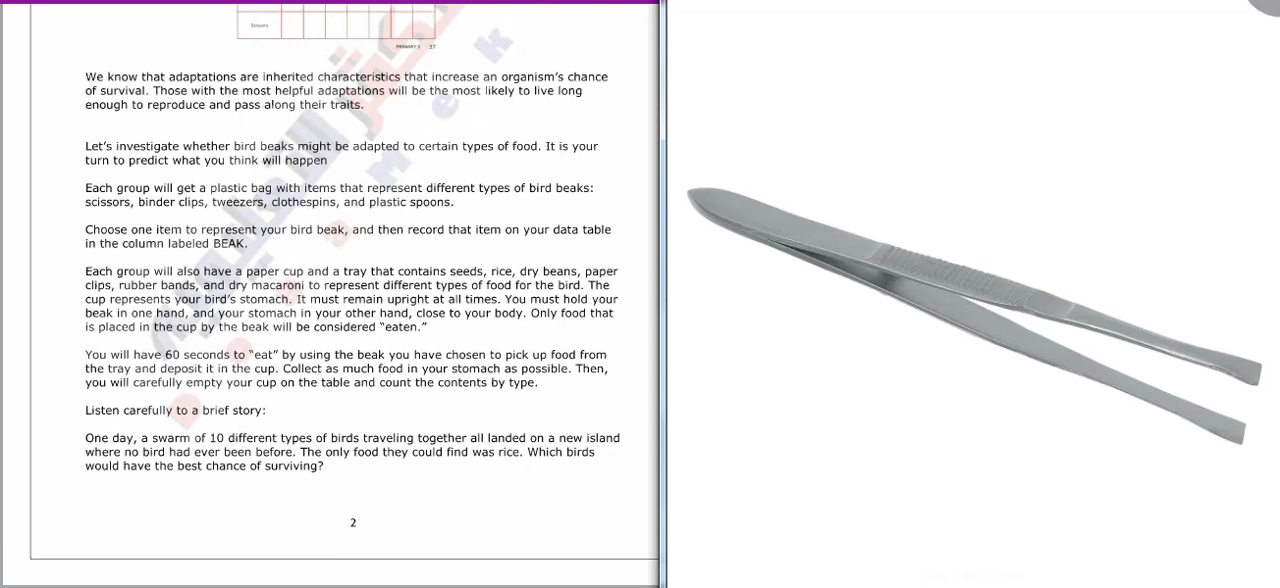 Scissors
PRIMARY 5 37
We know that adaptations are inherited characteristics that increase an organism's chance
of survival. Those with the most helpful adaptations will be the most likely to live long
enough to reproduce and pass along their traits.
Let's investigate whether bird beaks might be adapted to certain types of food. It is your
turn to predict what you think will happen
Each group will get a plastic bag with items that represent different types of bird beaks:
scissors, binder clips, tweezers, clothespins, and plastic spoons.
Choose one item to represent your bird beak, and then record that item on your data table
in the column labeled BEAK.
Each group will also have a paper cup and a tray that contains seeds, rice, dry beans, paper
clips, rubber bands, and dry macaroni to represent different types of food for the bird. The
cup represents your bird's stomach. It must remain upright at all times. You must hold your
beak in one hand, and your stomach in your other hand, close to your body. Only food that
is placed in the cup by the beak will be considered “eaten.”
You will have 60 seconds to “eat” by using the beak you have chosen to pick up food from
the tray and deposit it in the cup. Collect as much food in your stomach as possible. Then,
you will carefully empty your cup on the table and count the contents by type.
Listen carefully to a brief story:
One day, a swarm of 10 different types of birds traveling together all landed on a new island
where no bird had ever been before. The only food they could find was rice. Which birds
would have the best chance of surviving?
2